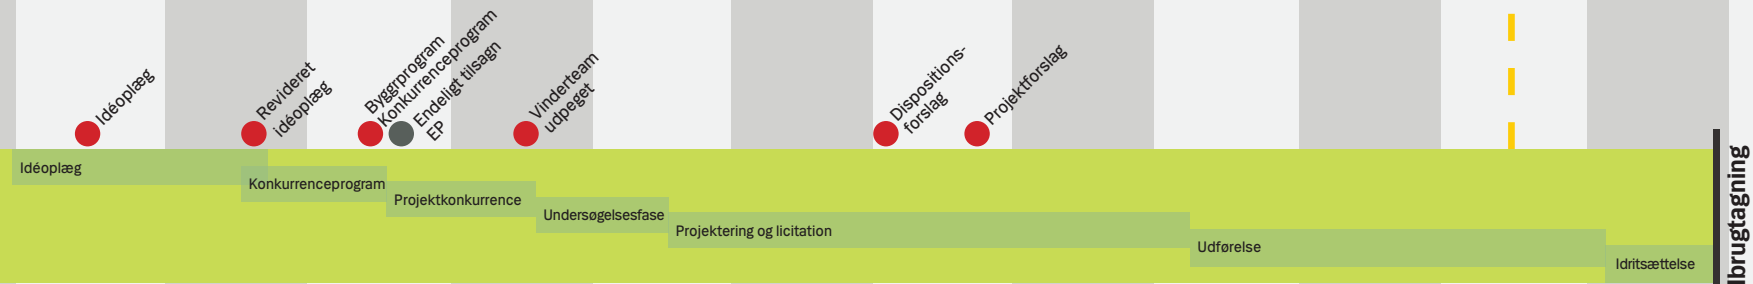 Idéoplæg
Revideret
idéoplæg
Byggrprogram
Konkurrenceprogram
Endeligt tilsagn
EP
Vinderteam
udpeget
Dispositions-
forslag
Projektforslag
Idéoplæg
Konkurrenceprogram
Projektkonkurrence
Undersøgelsesfase
Projektering og licitation
Udførelse
Idritsættelse
Ibrugtagning